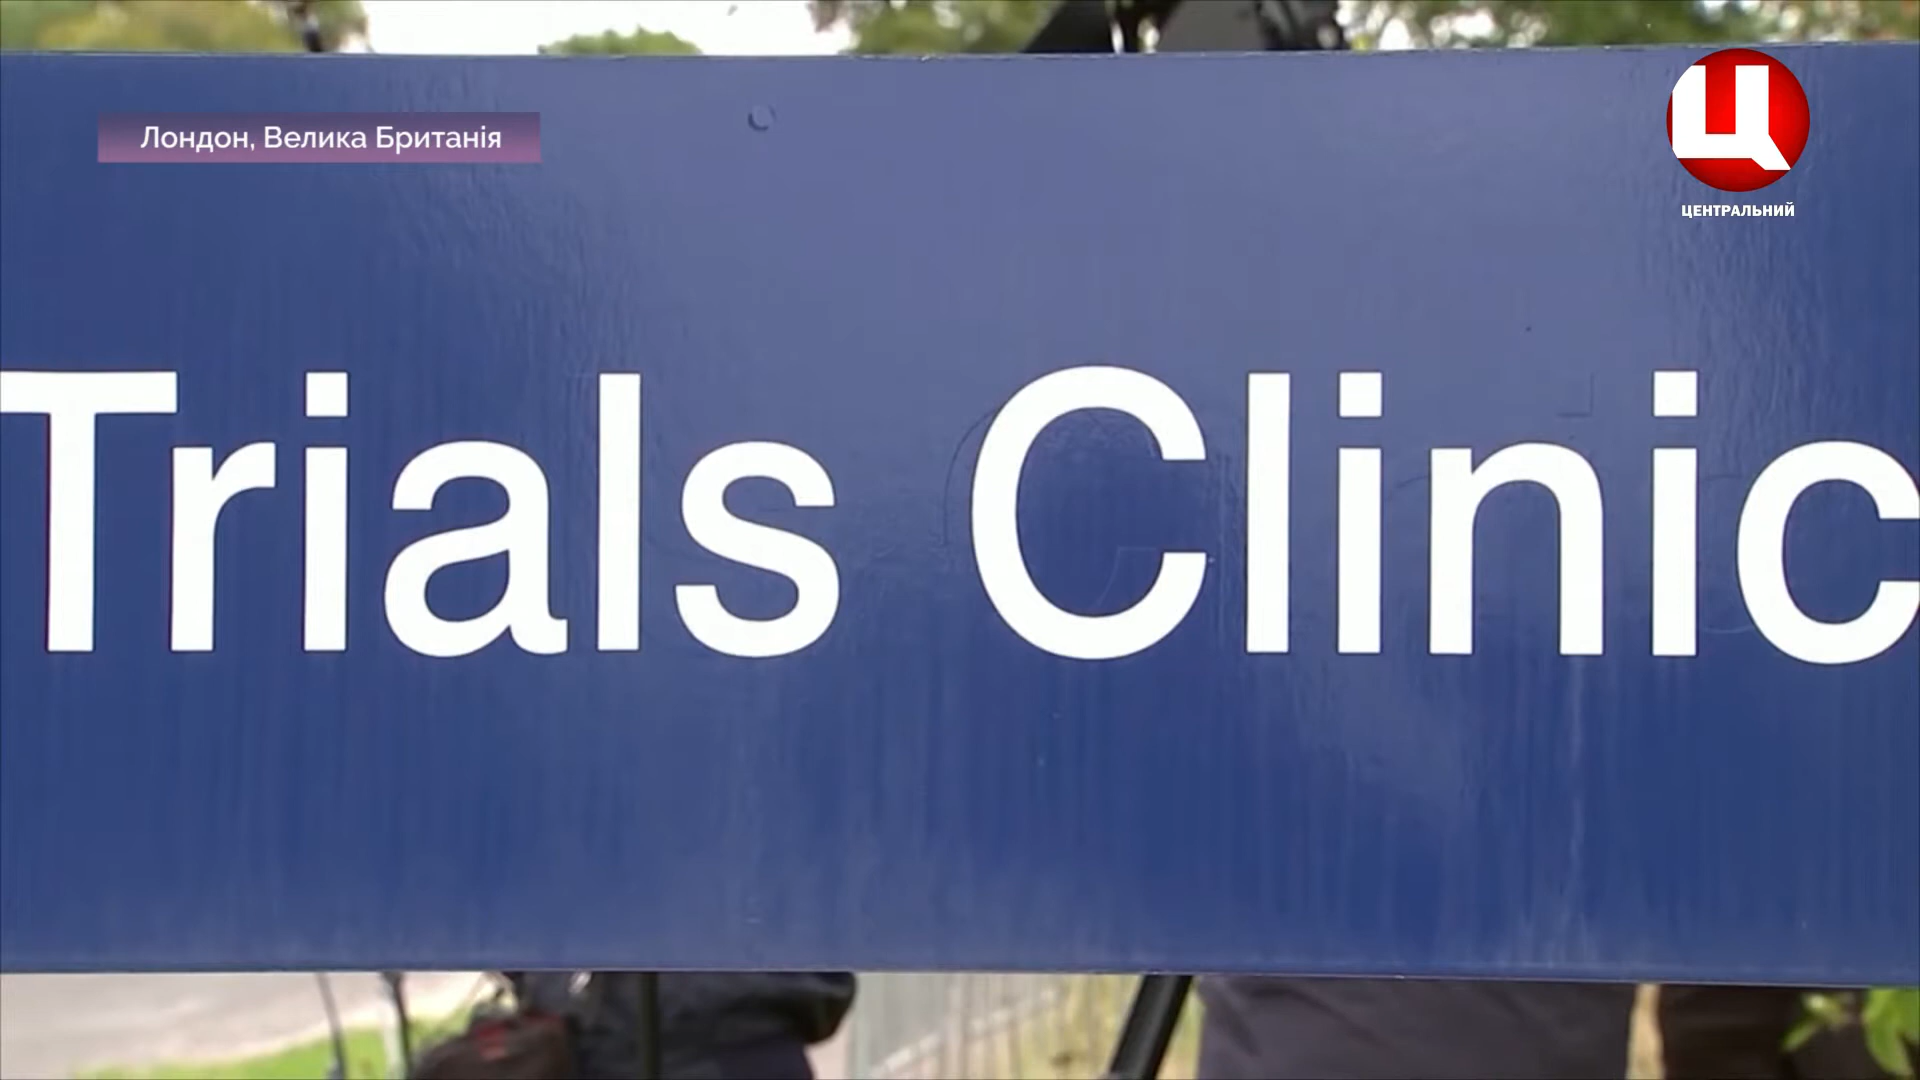 Лондон, Велика Британія
Ц
ЦЕНТРАЛЬНИЙ
Trials Clinic